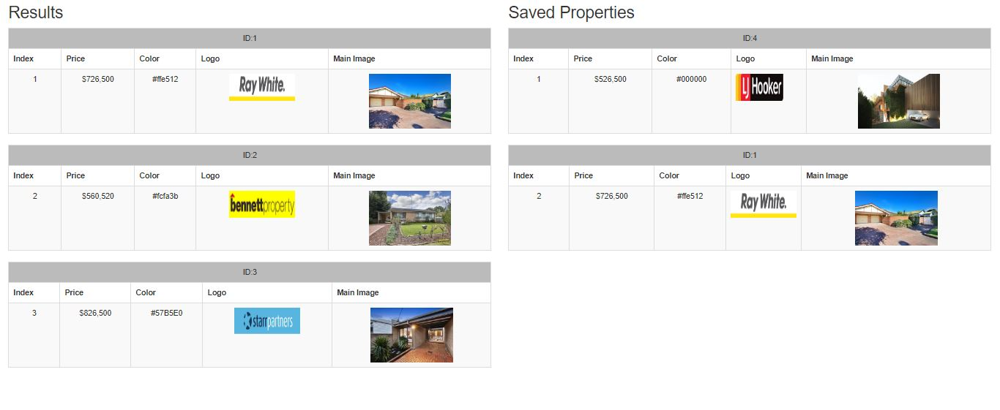 Results
ID:1
Index Price Color Logo Main Image
1 $726,500 #ffe512 Ray White.
ID:2
Index Price Color Logo Main Image
2 $560,520 #fcfa3b bennettproperty
ID:3
Index Price Color Logo Main Image
3 $826,500 #57B5E0 starrpartners
Saved Properties
ID:4
Index Price Color Logo Main Image
1 $526,500 #000000 LJ Hooker
ID:1
Index Price Color Logo Main Image
2 $726,500 #ffe512 Ray White.